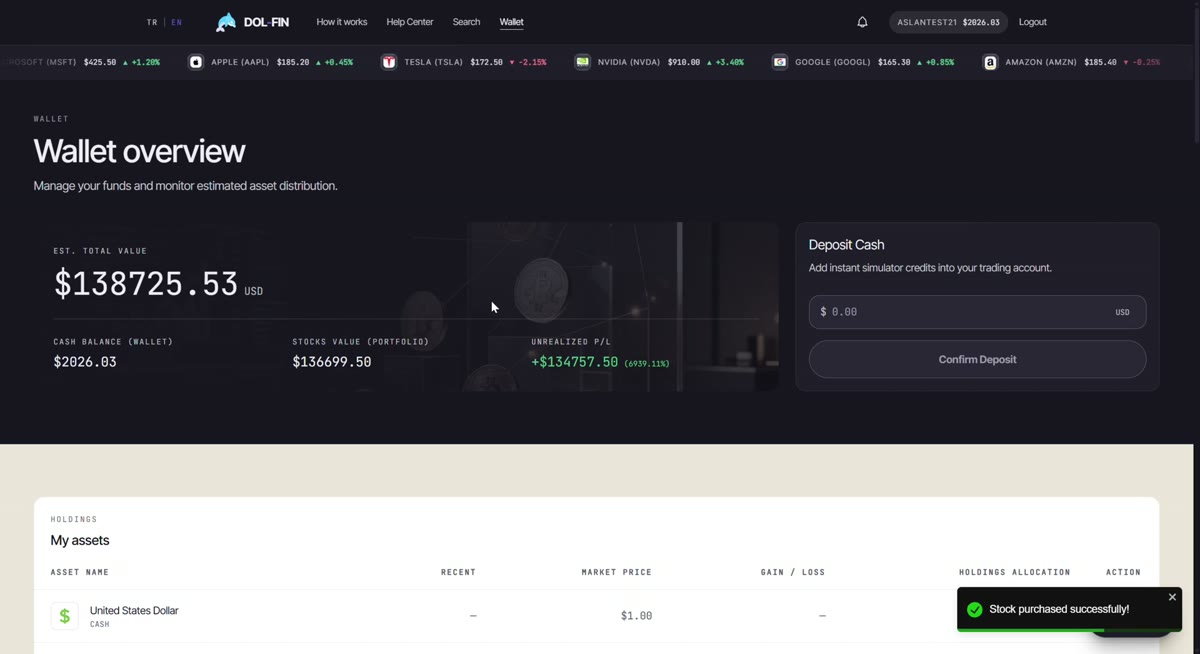 TR | EN
DOL-FIN
How it works
Help Center
Search
Wallet
ASLANTEST21 $2026.03
Logout
(MSFT) $425.50 ▲ +1.20%
APPLE (AAPL) $185.20 ▲ +0.45%
TESLA (TSLA) $172.50 ▼ -2.15%
NVIDIA (NVDA) $910.00 ▲ +3.40%
GOOGLE (GOOGL) $165.30 ▲ +0.85%
AMAZON (AMZN) $185.40 ▼ -0.25%
WALLET
Wallet overview
Manage your funds and monitor estimated asset distribution.
EST. TOTAL VALUE
$138725.53 USD
CASH BALANCE (WALLET)
$2026.03
STOCKS VALUE (PORTFOLIO)
$136699.50
UNREALIZED P/L
+$134757.50 (6939.11%)
Deposit Cash
Add instant simulator credits into your trading account.
$ 0.00 USD
Confirm Deposit
HOLDINGS
My assets
ASSET NAME RECENT MARKET PRICE GAIN / LOSS HOLDINGS ALLOCATION ACTION
$ United States Dollar
CASH
— $1.00 —
Stock purchased successfully!